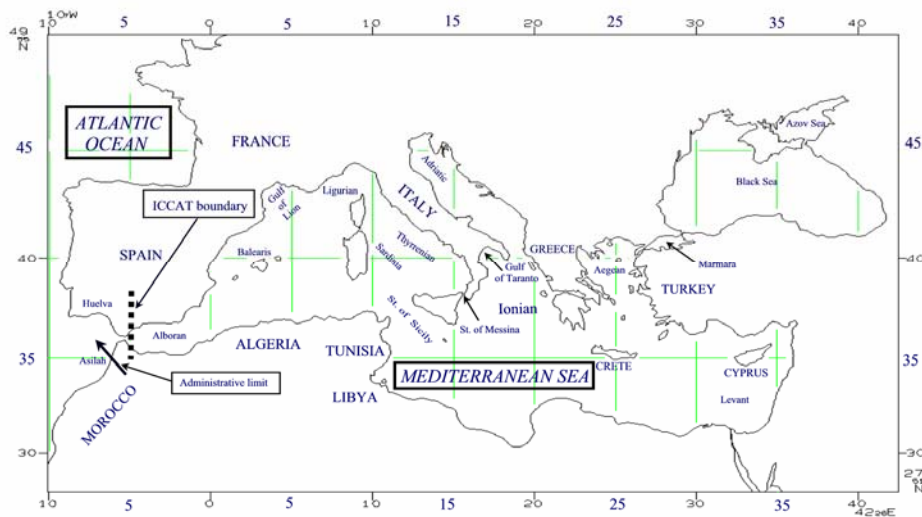 10W 5 0 5 10 15 20 25 30 35 40
49
N
ATLANTIC
OCEAN
45
FRANCE
Adriatic
Azov Sea
45
ICCAT boundary
Gulf
of
Lion
Ligurian
ITALY
Black Sea
SPAIN
40
Balearis
Sardinia
Thyrrenian
Gulf
of Taranto
GREECE
Aegean
Marmara
40
TURKEY
Huelva
Alboran
St. of Sicily
St. of Messina
Ionian
35
Asilah
ALGERIA
TUNISIA
MEDITERRANEAN SEA
CRETE
CYPRUS
35
Administrative limit
MOROCCO
LIBYA
Levant
30
30
27
N
10 5 0 5 10 15 20 25 30 35 40
E